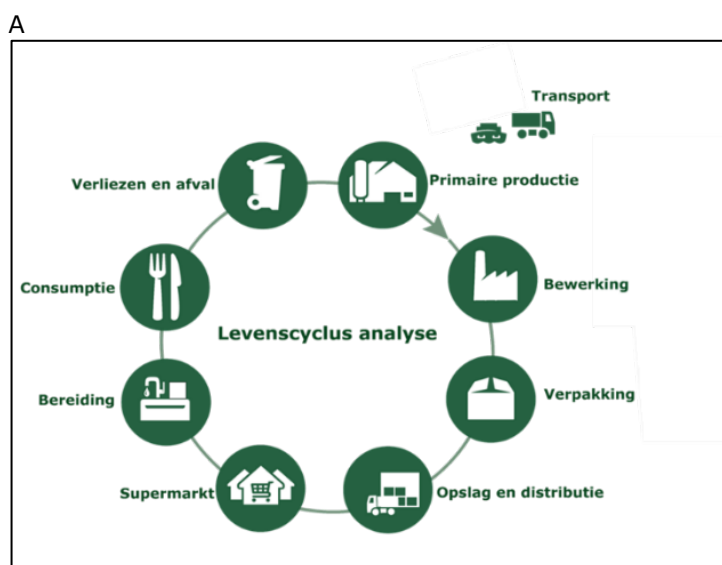 A
Transport
Verliezen en afval
Primaire productie
Consumptie
Bewerking
Levenscyclus analyse
Bereiding
Verpakking
Supermarkt
Opslag en distributie